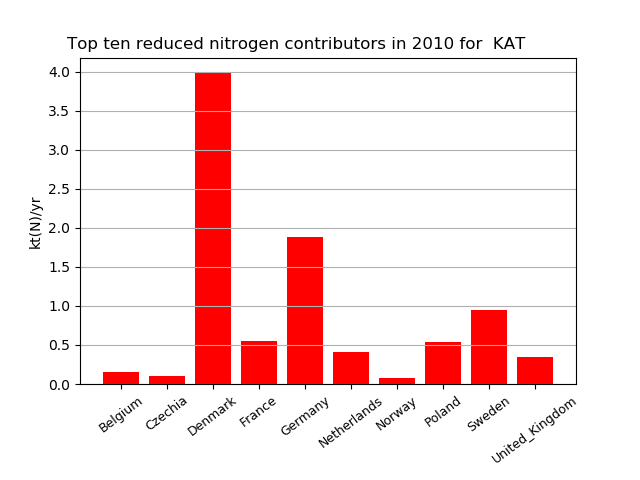 Top ten reduced nitrogen contributors in 2010 for  KAT
kt(N)/yr
4.0
3.5
3.0
2.5
2.0
1.5
1.0
0.5
0.0
Belgium
Czechia
Denmark
France
Germany
Netherlands
Norway
Poland
Sweden
United_Kingdom